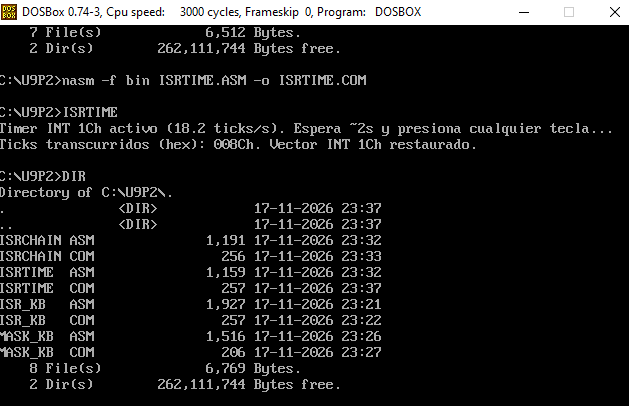 DOS
BOX
DOSBox 0.74-3, Cpu speed: 3000 cycles, Frameskip 0, Program: DOSBOX
7 File(s) 6,512 Bytes.
2 Dir(s) 262,111,744 Bytes free.
C:\U9P2>nasm -f bin ISRTIME.ASM -o ISRTIME.COM
C:\U9P2>ISRTIME
Timer INT 1Ch activo (18.2 ticks/s). Espera ~2s y presiona cualquier tecla...
Ticks transcurridos (hex): 008Ch. Vector INT 1Ch restaurado.
C:\U9P2>DIR
Directory of C:\U9P2\.
. <DIR> 17-11-2026 23:37
.. <DIR> 17-11-2026 23:37
ISRCHAIN ASM 1,191 17-11-2026 23:32
ISRCHAIN COM 256 17-11-2026 23:33
ISRTIME ASM 1,159 17-11-2026 23:32
ISRTIME COM 257 17-11-2026 23:37
ISR_KB ASM 1,927 17-11-2026 23:21
ISR_KB COM 257 17-11-2026 23:22
MASK_KB ASM 1,516 17-11-2026 23:26
MASK_KB COM 206 17-11-2026 23:27
8 File(s) 6,769 Bytes.
2 Dir(s) 262,111,744 Bytes free.